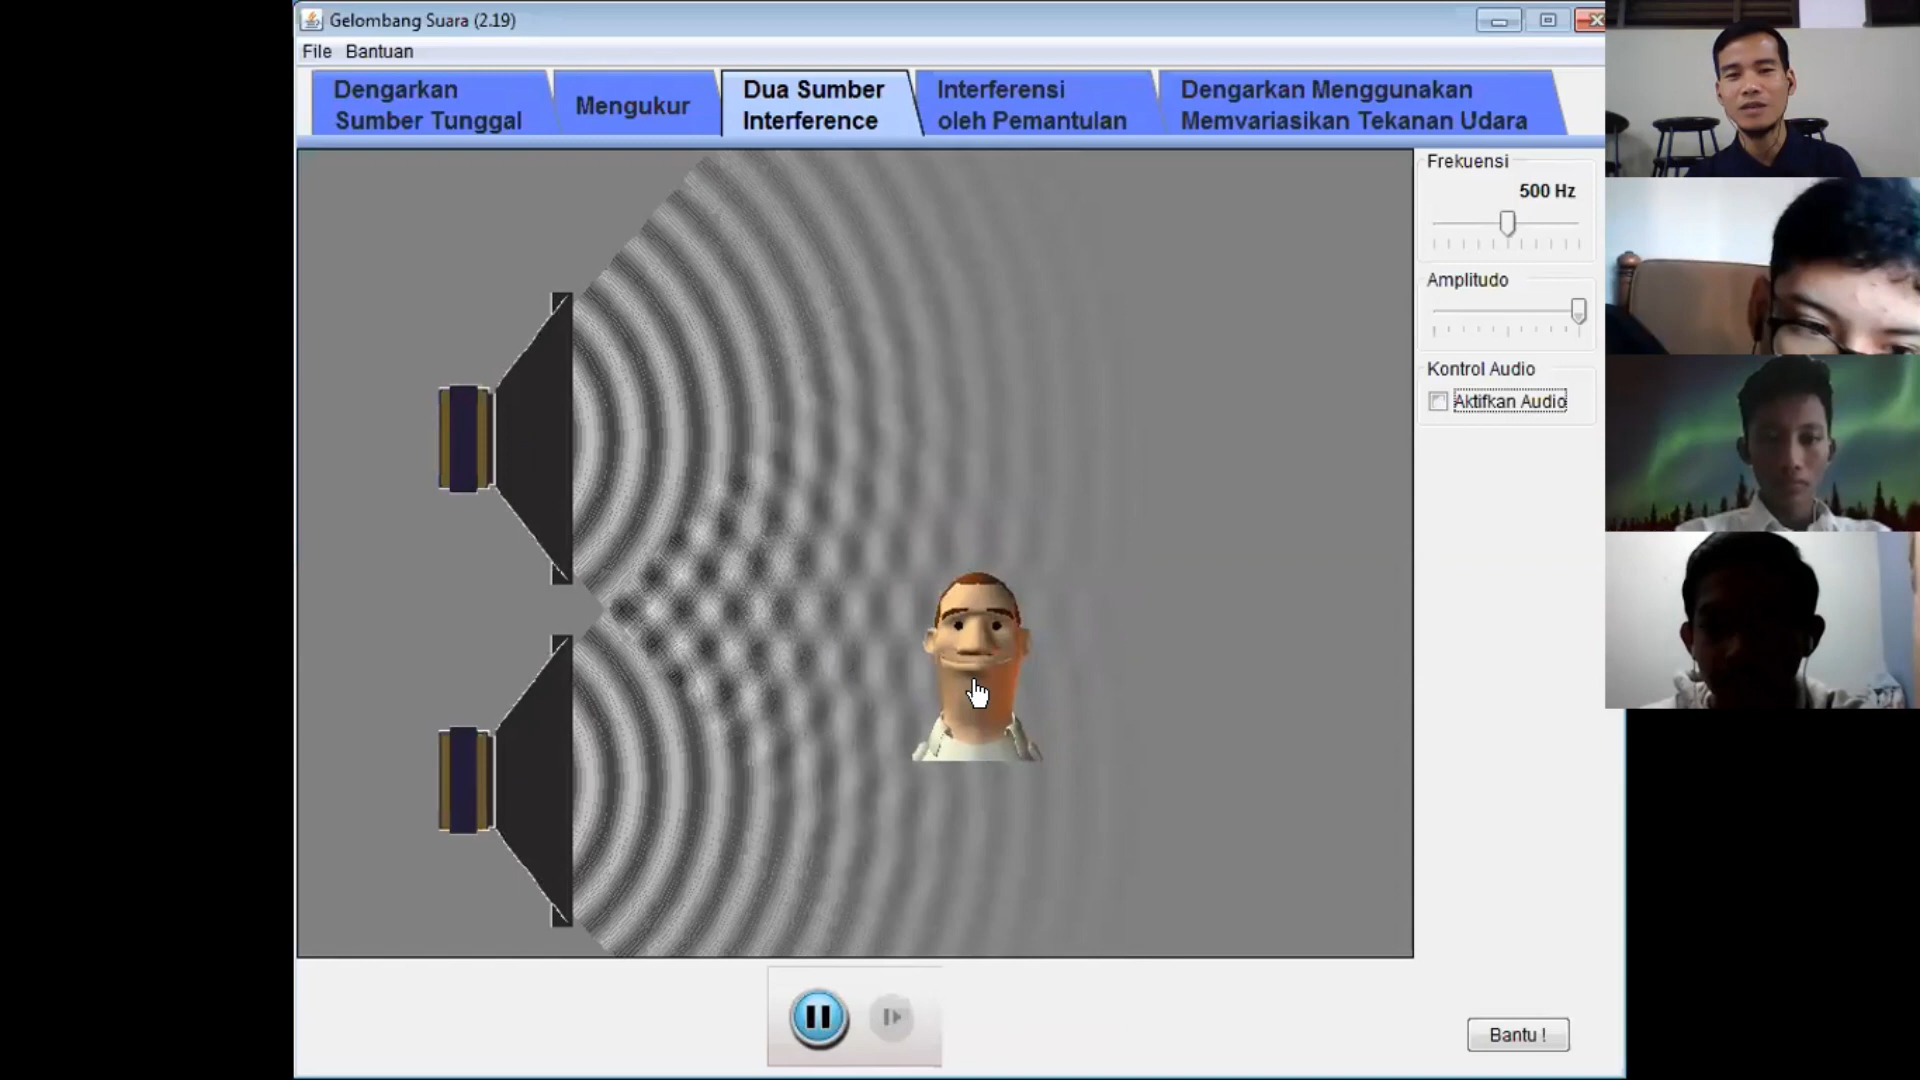 Gelombang Suara (2.19)
File Bantuan
Dengarkan
Sumber Tunggal
Mengukur
Dua Sumber
Interference
Interferensi
oleh Pemantulan
Dengarkan Menggunakan
Memvariasikan Tekanan Udara
Frekuensi
500 Hz
Amplitudo
Kontrol Audio
Aktifkan Audio
Bantu !